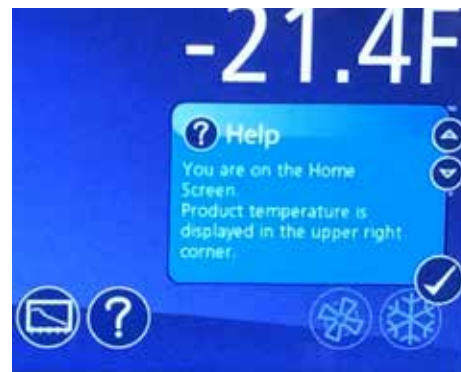 -21.4F
? Help
You are on the Home
Screen.
Product temperature is
displayed in the upper right
corner.
?